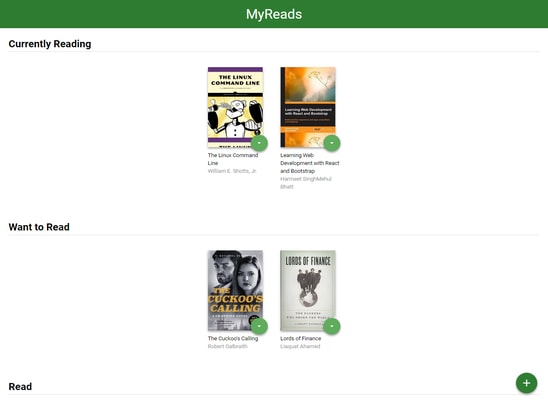 MyReads
Currently Reading
THE LINUX
COMMAND LINE
Learning Web Development
with React and Bootstrap
The Linux Command
Line
William E. Shotts, Jr.
Learning Web
Development with React
and Bootstrap
Harmeet SinghMehul
Bhatt
Want to Read
THE
CUCKOO'S
CALLING
LORDS OF FINANCE
The Cuckoo's Calling
Robert Galbraith
Lords of Finance
Liaquat Ahamed
Read
+